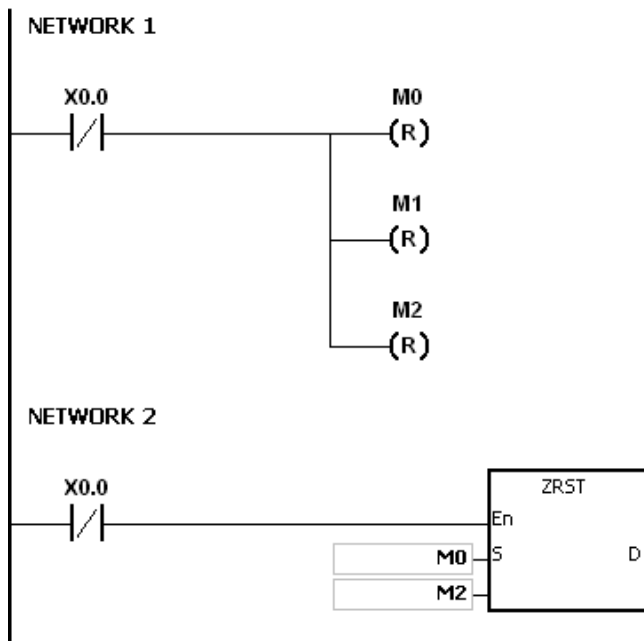 NETWORK 1
X0.0 M0
(R)
M1
(R)
M2
(R)
NETWORK 2
X0.0
ZRST
En
M0 S D
M2